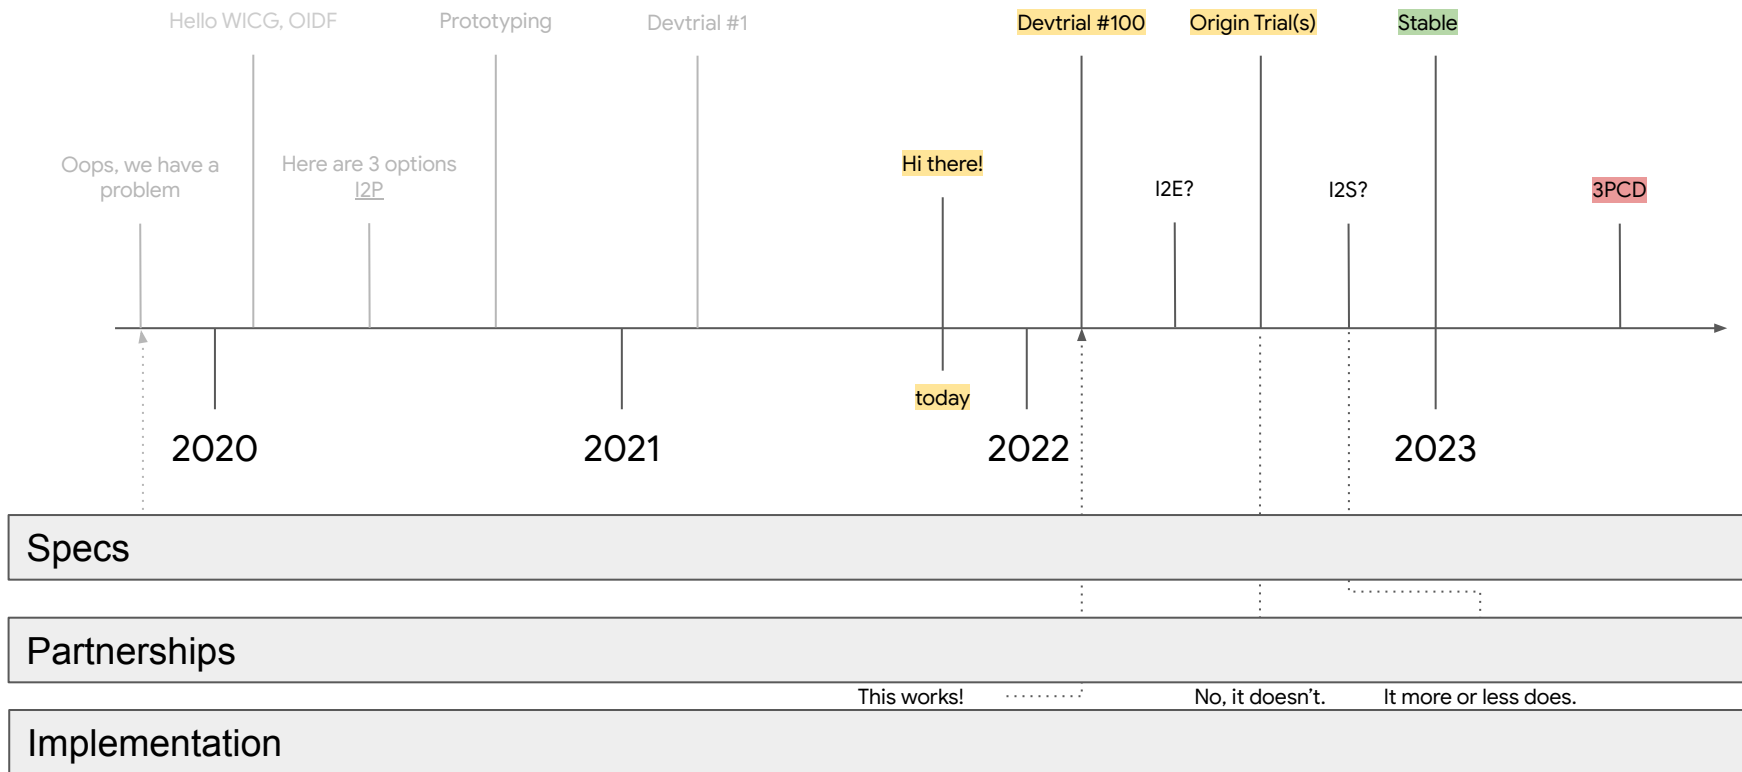 Hello WICG, OIDF
Prototyping
Devtrial #1
Devtrial #100
Origin Trial(s)
Stable
Oops, we have a
problem
Here are 3 options
I2P
Hi there!
I2E?
I2S?
3PCD
today
2020
2021
2022
2023
Specs
Partnerships
This works!
No, it doesn't.
It more or less does.
Implementation